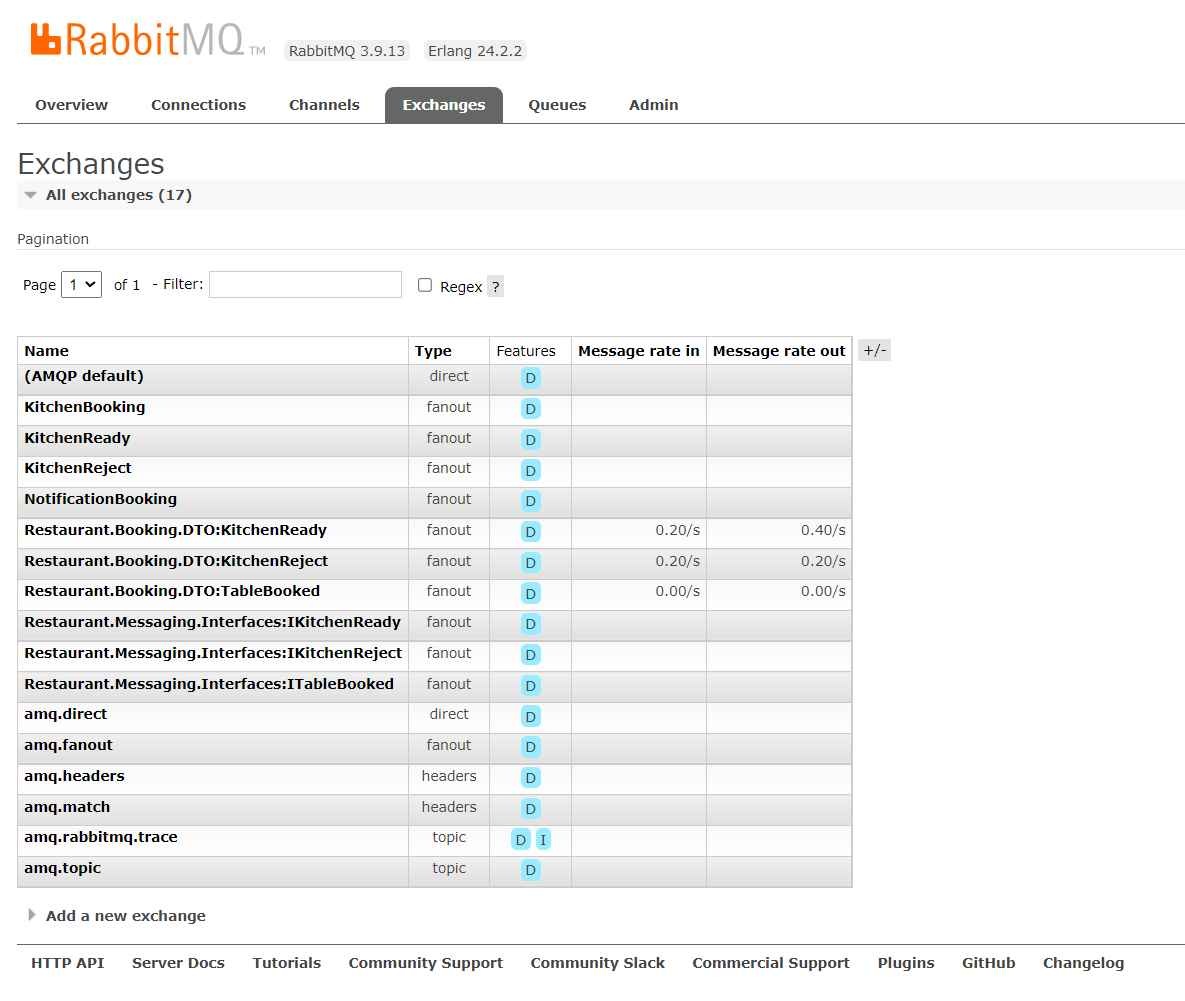 RabbitMQ TM RabbitMQ 3.9.13 Erlang 24.2.2
Overview Connections Channels Exchanges Queues Admin
Exchanges
All exchanges (17)
Pagination
Page 1 of 1 - Filter: Regex ?
Name Type Features Message rate in Message rate out +/-
(AMQP default) direct D
KitchenBooking fanout D
KitchenReady fanout D
KitchenReject fanout D
NotificationBooking fanout D
Restaurant.Booking.DTO:KitchenReady fanout D 0.20/s 0.40/s
Restaurant.Booking.DTO:KitchenReject fanout D 0.20/s 0.20/s
Restaurant.Booking.DTO:TableBooked fanout D 0.00/s 0.00/s
Restaurant.Messaging.Interfaces:IKitchenReady fanout D
Restaurant.Messaging.Interfaces:IKitchenReject fanout D
Restaurant.Messaging.Interfaces:ITableBooked fanout D
amq.direct direct D
amq.fanout fanout D
amq.headers headers D
amq.match headers D
amq.rabbitmq.trace topic D I
amq.topic topic D
Add a new exchange
HTTP API Server Docs Tutorials Community Support Community Slack Commercial Support Plugins GitHub Changelog